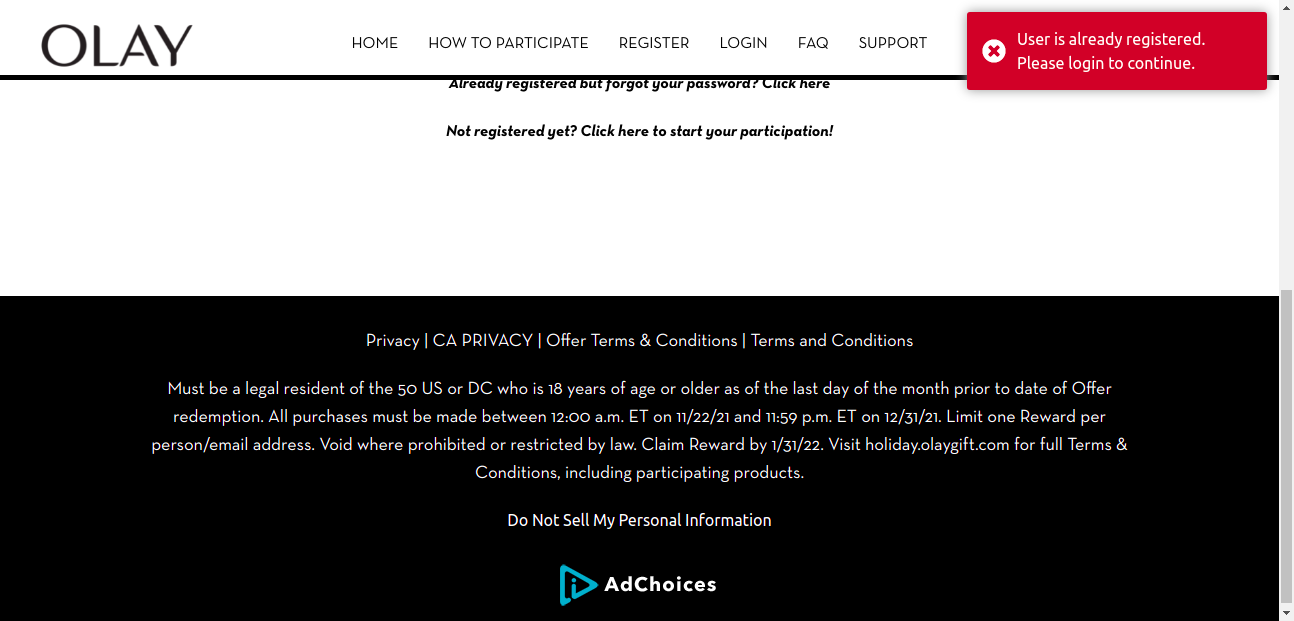 OLAY
HOME HOW TO PARTICIPATE REGISTER LOGIN FAQ SUPPORT
User is already registered.
Please login to continue.
Already registered but forgot your password? Click here
Not registered yet? Click here to start your participation!
Privacy | CA PRIVACY | Offer Terms & Conditions | Terms and Conditions
Must be a legal resident of the 50 US or DC who is 18 years of age or older as of the last day of the month prior to date of Offer
redemption. All purchases must be made between 12:00 a.m. ET on 11/22/21 and 11:59 p.m. ET on 12/31/21. Limit one Reward per
person/email address. Void where prohibited or restricted by law. Claim Reward by 1/31/22. Visit holiday.olaygift.com for full Terms &
Conditions, including participating products.
Do Not Sell My Personal Information
AdChoices